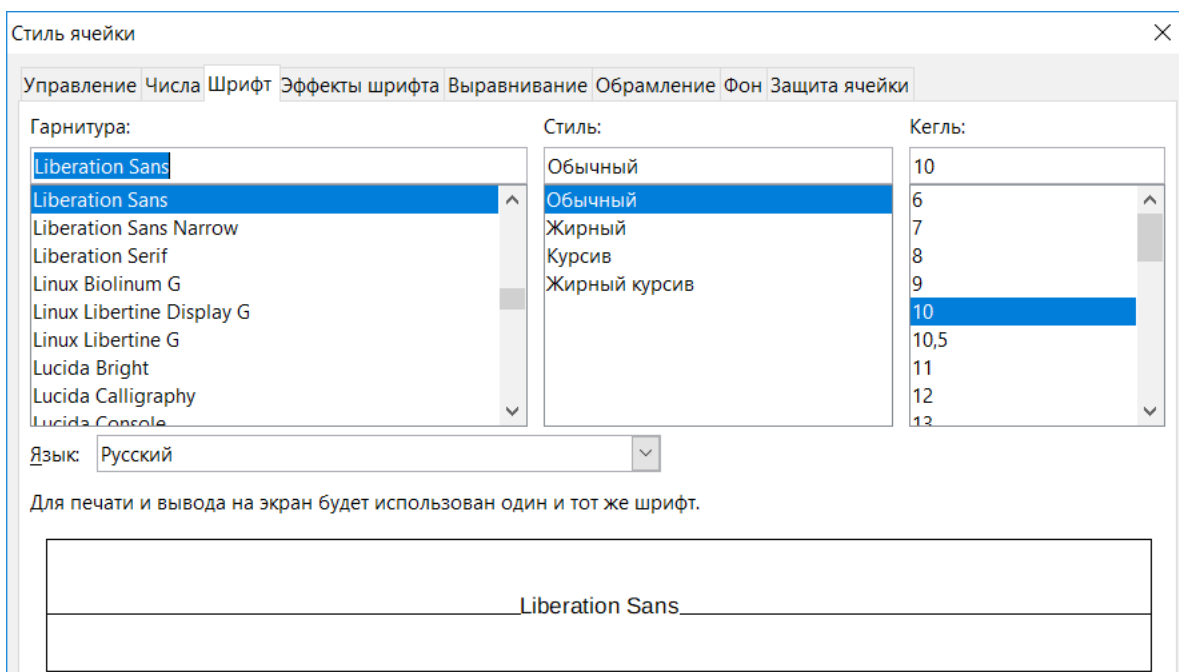 Стиль ячейки
Управление Числа Шрифт Эффекты шрифта Выравнивание Обрамление Фон Защита ячейки
Гарнитура: Стиль: Кегль:
Liberation Sans Обычный 10
Liberation Sans Обычный 6
Liberation Sans Narrow Жирный 7
Liberation Serif Курсив 8
Linux Biolinum G Жирный курсив 9
Linux Libertine Display G 10
Linux Libertine G 10,5
Lucida Bright 11
Lucida Calligraphy 12
Lucida Console 13
Язык: Русский
Для печати и вывода на экран будет использован один и тот же шрифт.
Liberation Sans